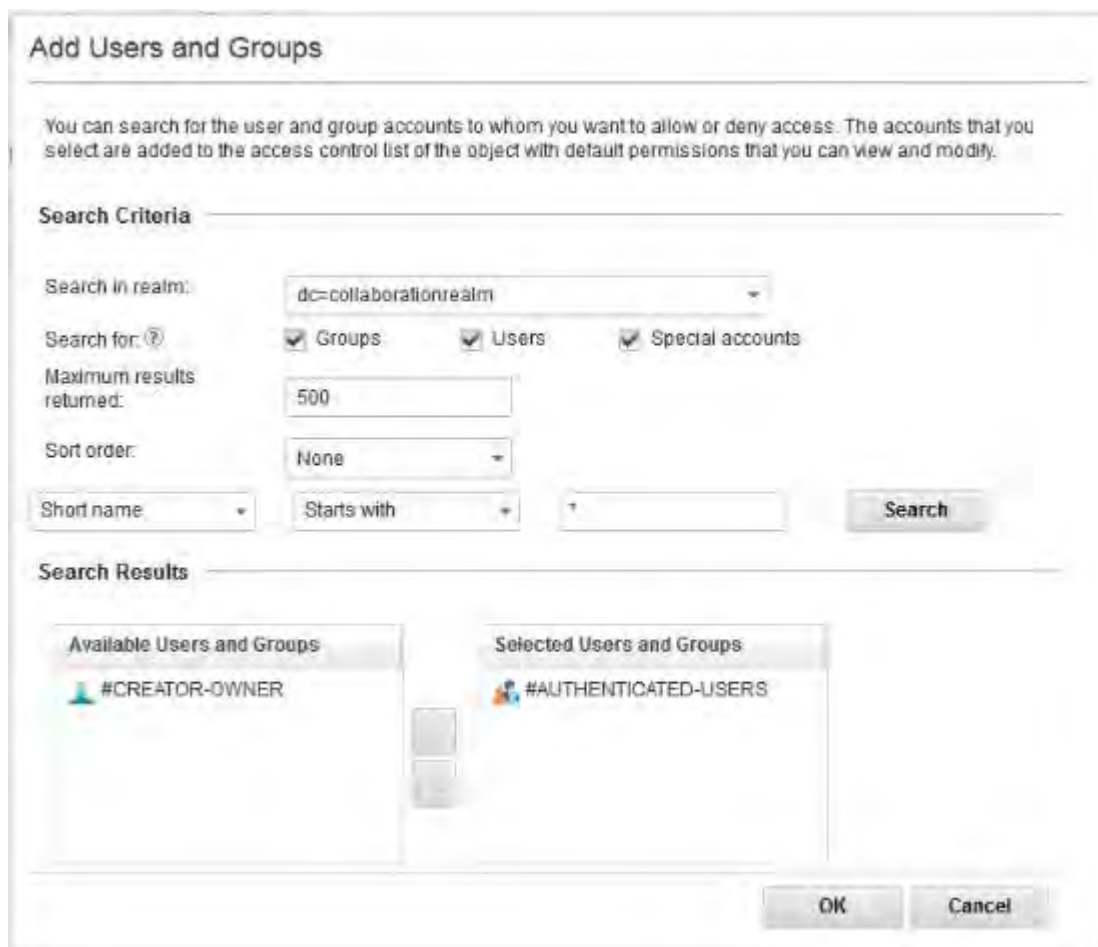 Add Users and Groups
You can search for the user and group accounts to whom you want to allow or deny access. The accounts that you
select are added to the access control list of the object with default permissions that you can view and modify.
Search Criteria
Search in realm:
dc=collaborationrealm
Search for: ?
Groups
Users
Special accounts
Maximum results
returned:
500
Sort order:
None
Short name
Starts with
*
Search
Search Results
Available Users and Groups
Selected Users and Groups
#CREATOR-OWNER
#AUTHENTICATED-USERS
OK
Cancel